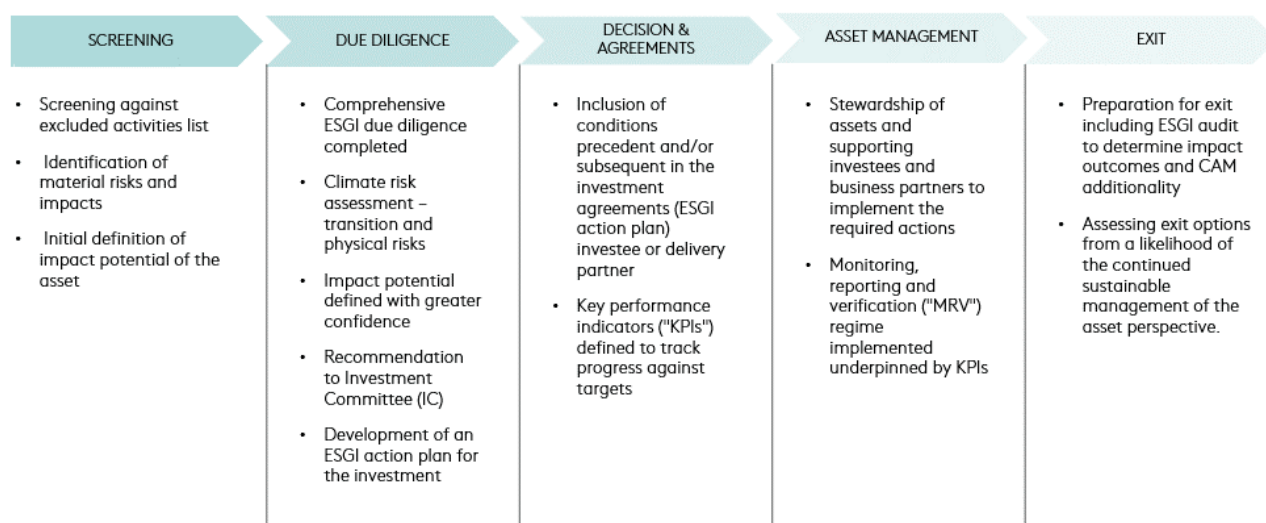 SCREENING
DUE DILIGENCE
DECISION &
AGREEMENTS
ASSET MANAGEMENT
EXIT
• Screening against
excluded activities list
• Identification of
material risks and
impacts
• Initial definition of
impact potential of the
asset
• Comprehensive
ESGI due diligence
completed
• Climate risk
assessment –
transition and
physical risks
• Impact potential
defined with greater
confidence
• Recommendation
to Investment
Committee (IC)
• Development of an
ESGI action plan for
the investment
• Inclusion of
conditions
precedent and/or
subsequent in the
investment
agreements (ESGI
action plan)
investee or delivery
partner
• Key performance
indicators ("KPIs")
defined to track
progress against
targets
• Stewardship of
assets and
supporting
investees and
business partners to
implement the
required actions
• Monitoring,
reporting and
verification ("MRV")
regime
implemented
underpinned by KPIs
• Preparation for exit
including ESGI audit
to determine impact
outcomes and CAM
additionality
• Assessing exit options
from a likelihood of
the continued
sustainable
management of the
asset perspective.